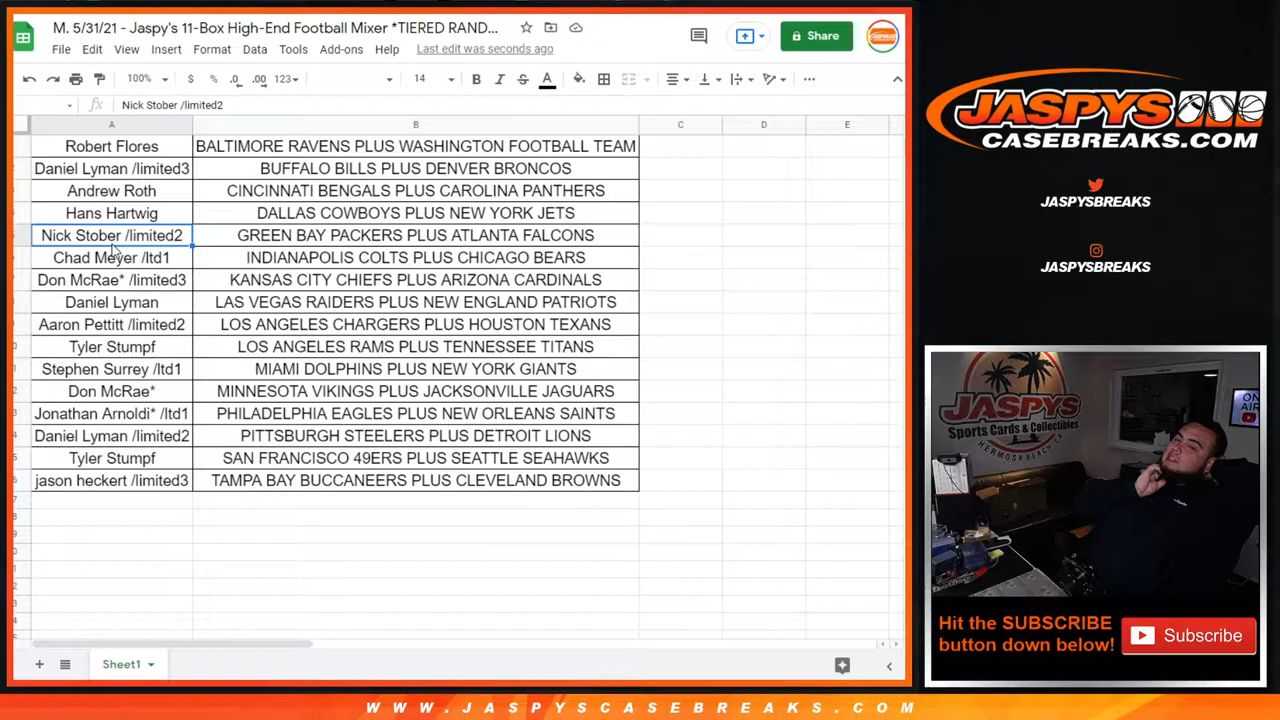 M. 5/31/21 - Jaspy's 11-Box High-End Football Mixer *TIERED RAND...
Share
File Edit View Insert Format Data Tools Add-ons Help Last edit was seconds ago
100% $ % .0 .00 123 14 B I S A
fx Nick Stober /limited2
A B C D E
Robert Flores BALTIMORE RAVENS PLUS WASHINGTON FOOTBALL TEAM
Daniel Lyman /limited3 BUFFALO BILLS PLUS DENVER BRONCOS
Andrew Roth CINCINNATI BENGALS PLUS CAROLINA PANTHERS
Hans Hartwig DALLAS COWBOYS PLUS NEW YORK JETS
Nick Stober /limited2 GREEN BAY PACKERS PLUS ATLANTA FALCONS
Chad Meyer /ltd1 INDIANAPOLIS COLTS PLUS CHICAGO BEARS
Don McRae* /limited3 KANSAS CITY CHIEFS PLUS ARIZONA CARDINALS
Daniel Lyman LAS VEGAS RAIDERS PLUS NEW ENGLAND PATRIOTS
Aaron Pettitt /limited2 LOS ANGELES CHARGERS PLUS HOUSTON TEXANS
Tyler Stumpf LOS ANGELES RAMS PLUS TENNESSEE TITANS
Stephen Surrey /ltd1 MIAMI DOLPHINS PLUS NEW YORK GIANTS
Don McRae* MINNESOTA VIKINGS PLUS JACKSONVILLE JAGUARS
Jonathan Arnoldi* /ltd1 PHILADELPHIA EAGLES PLUS NEW ORLEANS SAINTS
Daniel Lyman /limited2 PITTSBURGH STEELERS PLUS DETROIT LIONS
Tyler Stumpf SAN FRANCISCO 49ERS PLUS SEATTLE SEAHAWKS
jason heckert /limited3 TAMPA BAY BUCCANEERS PLUS CLEVELAND BROWNS
Sheet1
JASPYS
CASEBREAKS.COM
JASPYSBREAKS
JASPYSBREAKS
JASPYS
Sports Cards & Collectibles
HERMOSA BEACH CA
ON
AIR
Hit the SUBSCRIBE
button down below!
Subscribe
WWW.JASPYSCASEBREAKS.COM